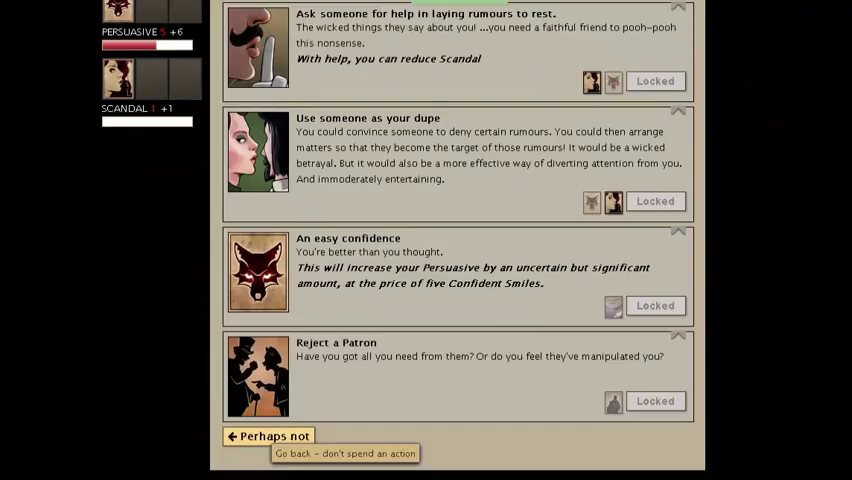 PERSUASIVE 5 +6
SCANDAL 1 +1
Ask someone for help in laying rumours to rest.
The wicked things they say about you! ...you need a faithful friend to pooh-pooh
this nonsense.
With help, you can reduce Scandal
Locked
Use someone as your dupe
You could convince someone to deny certain rumours. You could then arrange
matters so that they become the target of those rumours! It would be a wicked
betrayal. But it would also be a more effective way of diverting attention from you.
And immoderately entertaining.
Locked
An easy confidence
You're better than you thought.
This will increase your Persuasive by an uncertain but significant
amount, at the price of five Confident Smiles.
Locked
Reject a Patron
Have you got all you need from them? Or do you feel they've manipulated you?
Locked
Perhaps not
Go back - don't spend an action